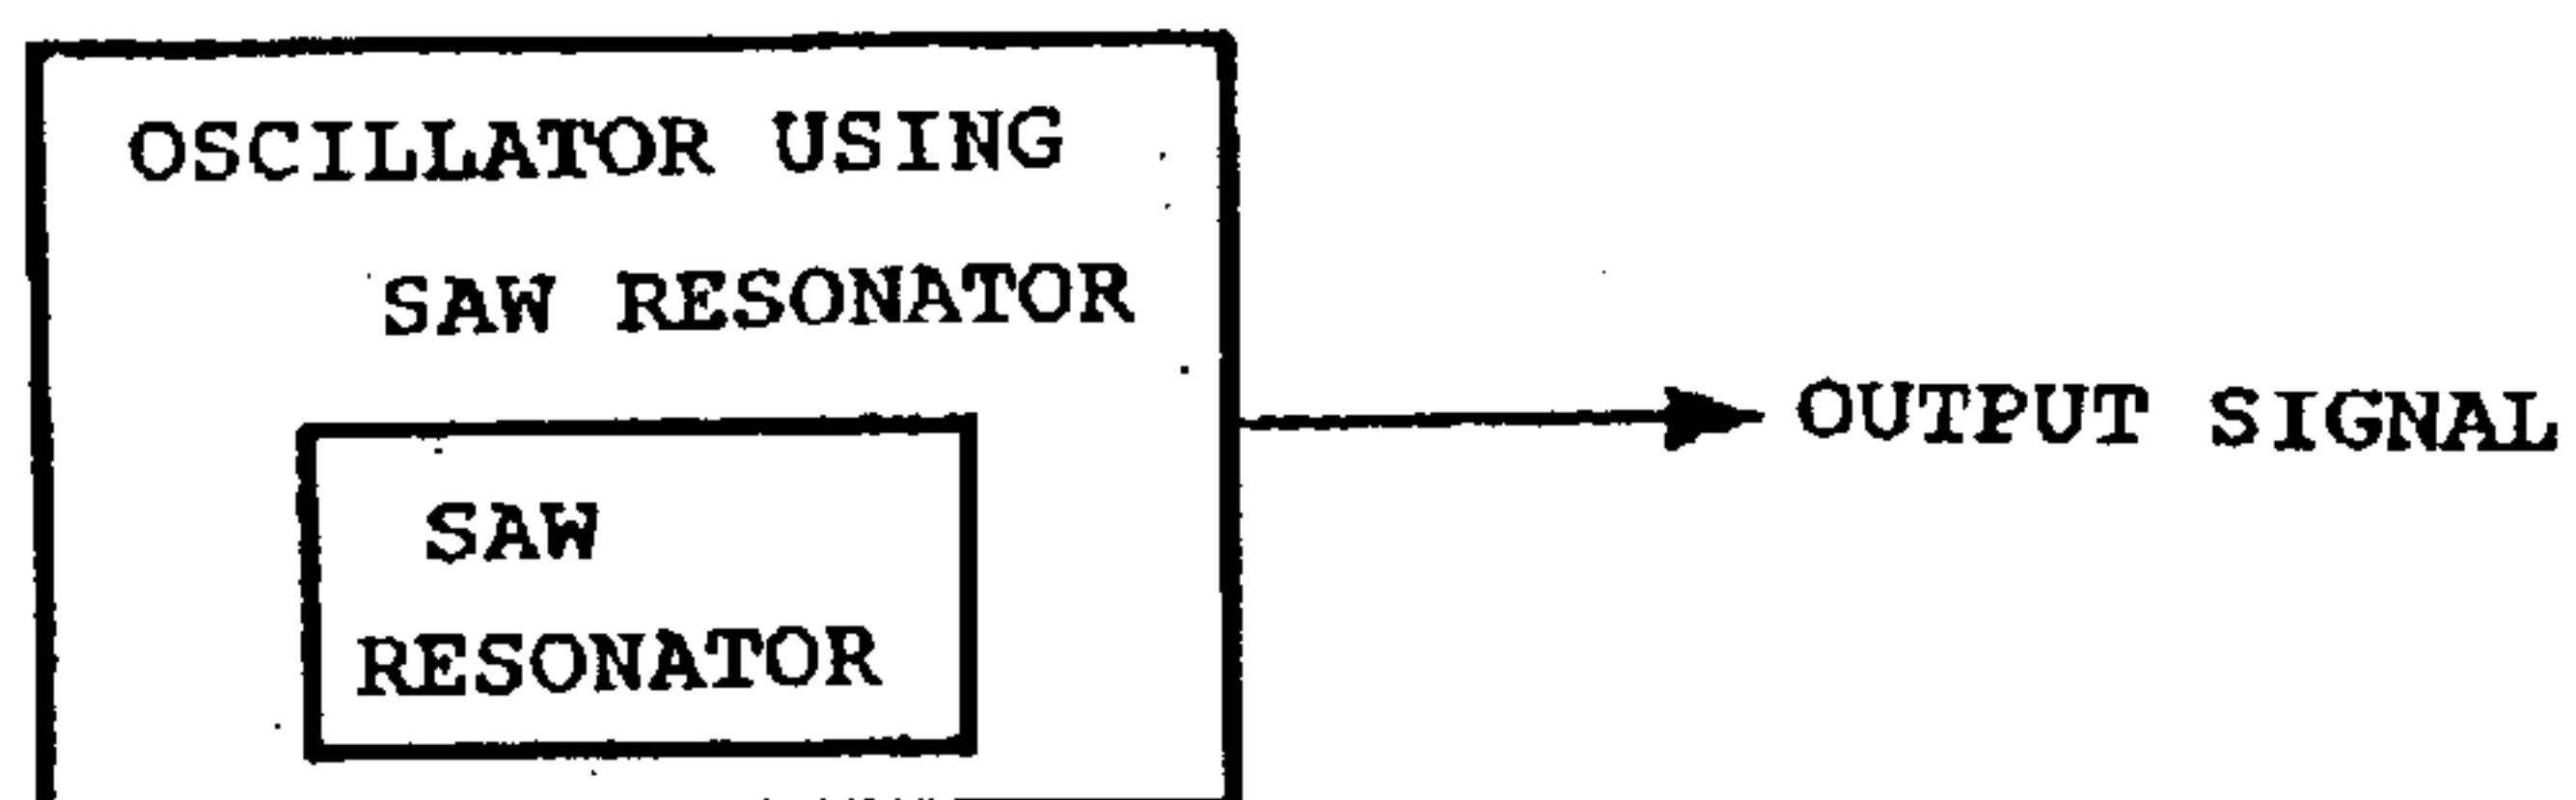 OSCILLATOR USING
SAW RESONATOR
SAW
RESONATOR
OUTPUT SIGNAL